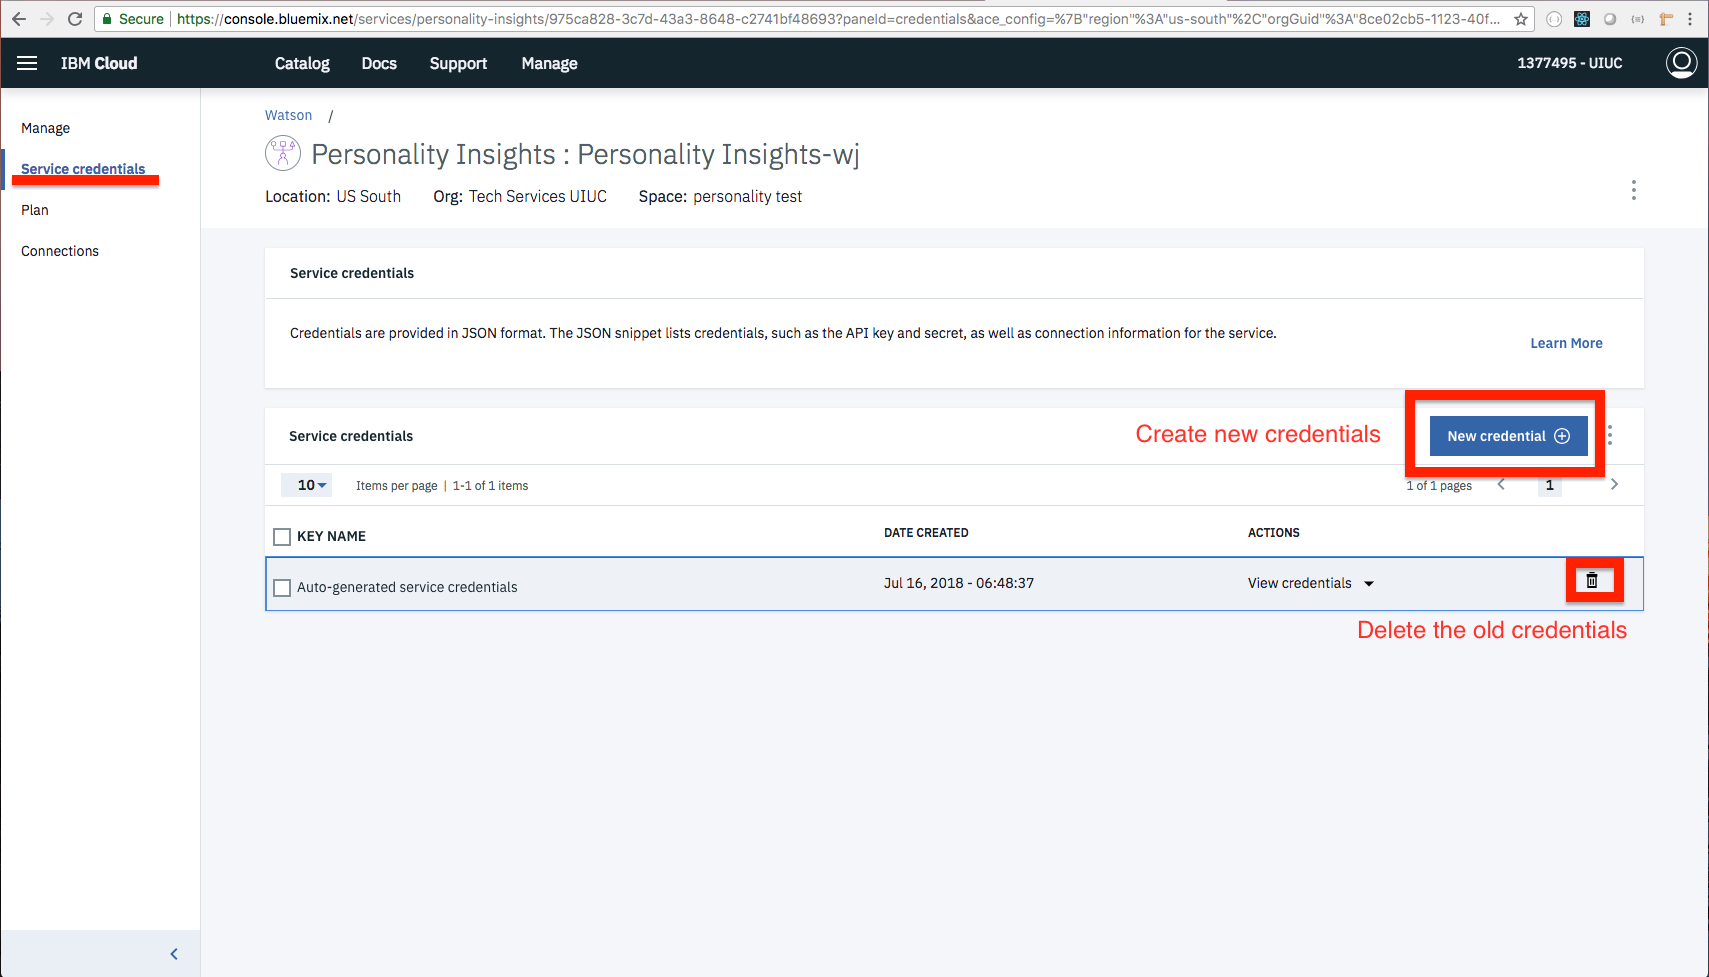 Secure | https://console.bluemix.net/services/personality-insights/975ca828-3c7d-43a3-8648-c2741bf48693?paneId=credentials&ace_config=%7B"region"%3A"us-south"%2C"orgGuid"%3A"8ce02cb5-1123-40f...
IBM Cloud Catalog Docs Support Manage 1377495 - UIUC
Manage
Service credentials
Plan
Connections
Watson /
Personality Insights : Personality Insights-wj
Location: US South Org: Tech Services UIUC Space: personality test
Service credentials
Credentials are provided in JSON format. The JSON snippet lists credentials, such as the API key and secret, as well as connection information for the service.
Learn More
Service credentials
Create new credentials
New credential
10 Items per page | 1-1 of 1 items
1 of 1 pages 1
KEY NAME DATE CREATED ACTIONS
Auto-generated service credentials Jul 16, 2018 - 06:48:37 View credentials
Delete the old credentials